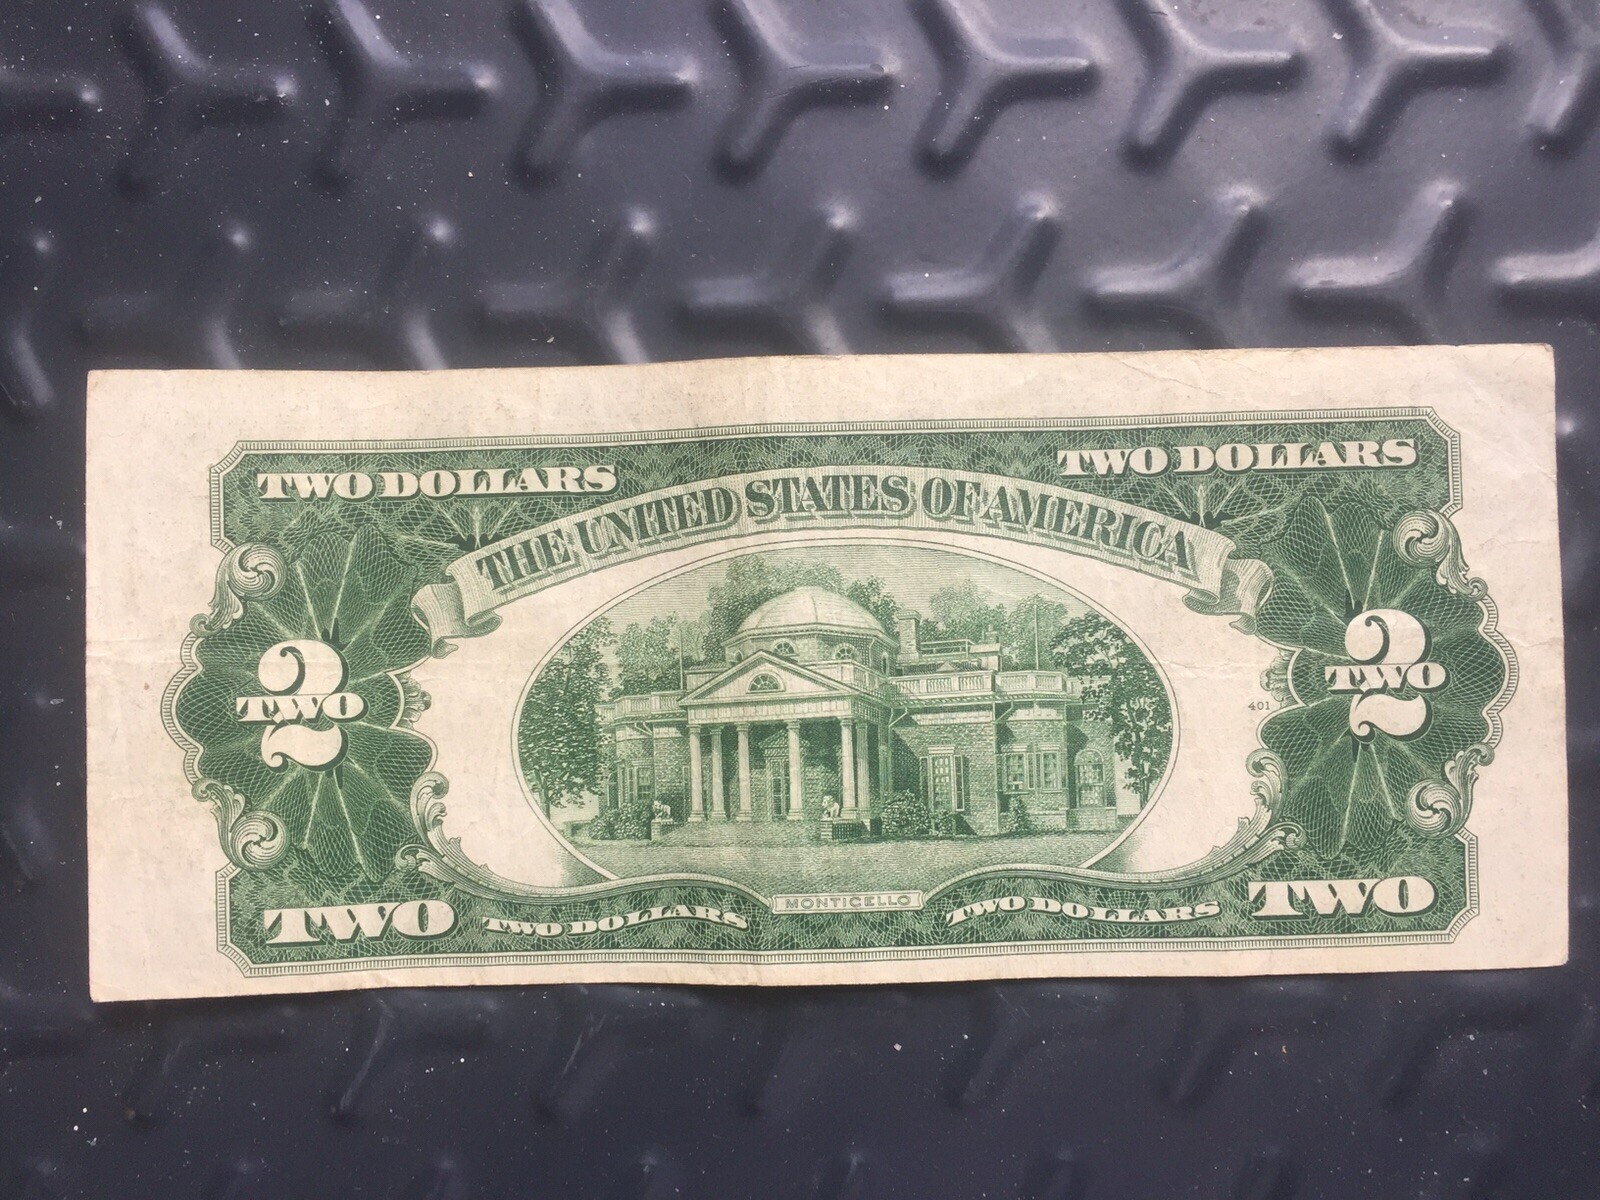 TWO DOLLARS TWO DOLLARS
THE UNITED STATES OF AMERICA
2 TWO
2 TWO
401
MONTICELLO
TWO TWO DOLLARS TWO DOLLARS TWO